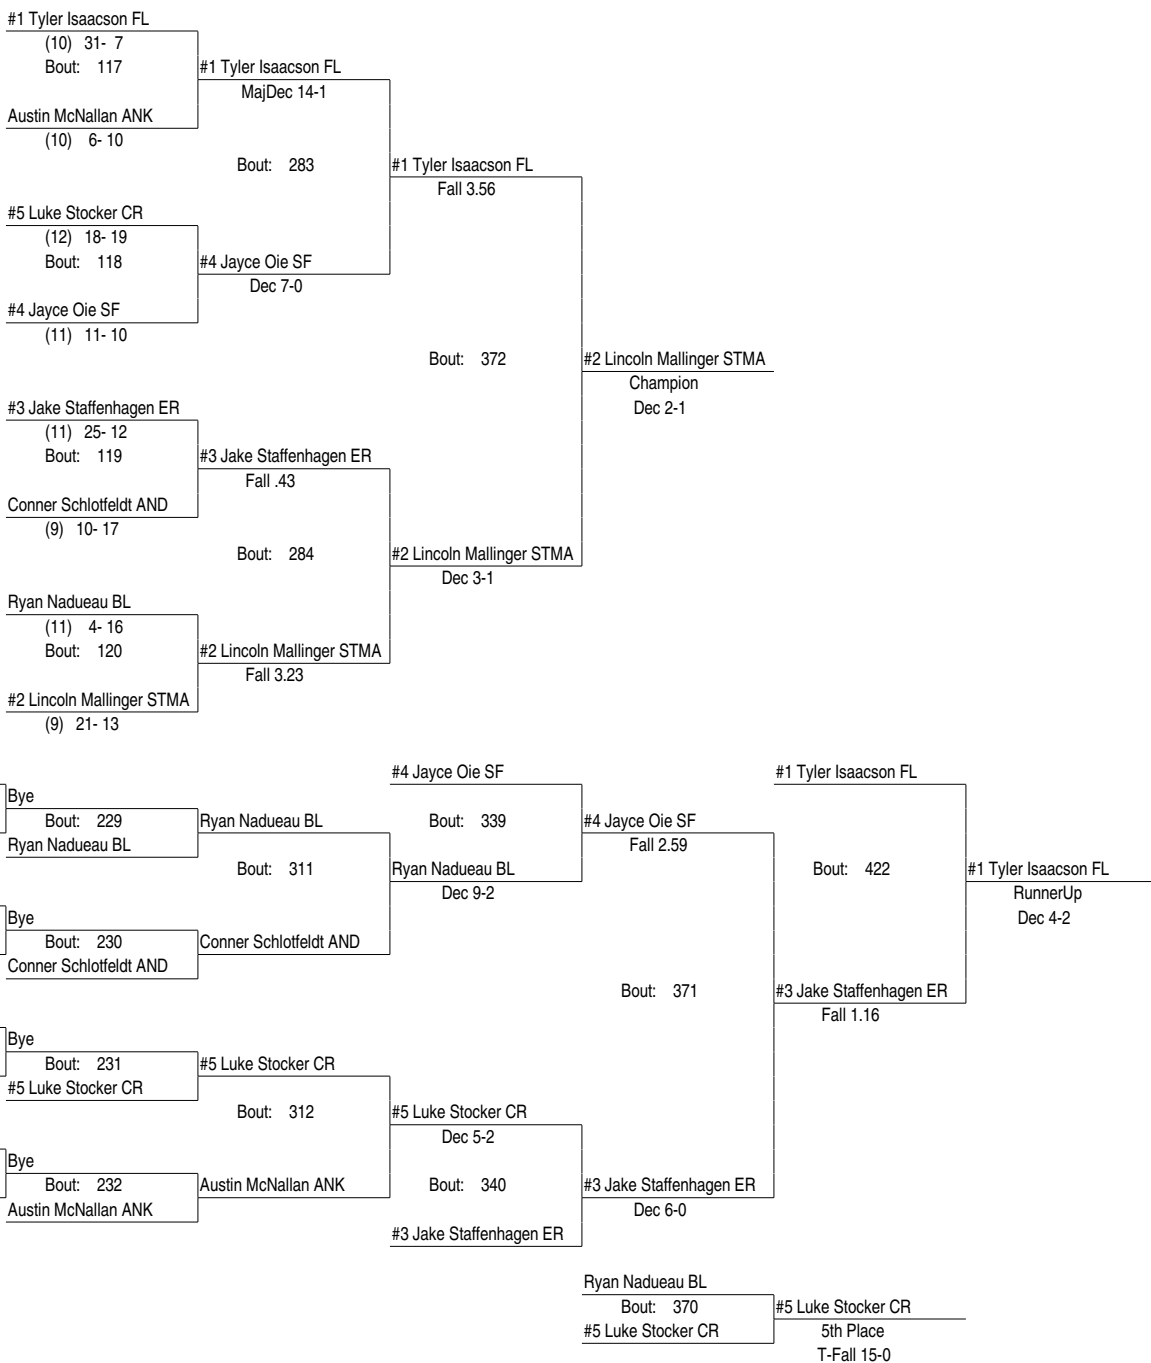 #1 Tyler Isaacson FL
(10) 31- 7
Bout: 117
#1 Tyler Isaacson FL
MajDec 14-1
Austin McNallan ANK
(10) 6- 10
Bout: 283
#1 Tyler Isaacson FL
Fall 3.56
#5 Luke Stocker CR
(12) 18- 19
Bout: 118
#4 Jayce Oie SF
Dec 7-0
#4 Jayce Oie SF
(11) 11- 10
Bout: 372
#2 Lincoln Mallinger STMA
Champion
Dec 2-1
#3 Jake Staffenhagen ER
(11) 25- 12
Bout: 119
#3 Jake Staffenhagen ER
Fall .43
Conner Schlotfeldt AND
(9) 10- 17
Bout: 284
#2 Lincoln Mallinger STMA
Dec 3-1
Ryan Nadueau BL
(11) 4- 16
Bout: 120
#2 Lincoln Mallinger STMA
Fall 3.23
#2 Lincoln Mallinger STMA
(9) 21- 13
#4 Jayce Oie SF
#1 Tyler Isaacson FL
Bye
Bout: 229
Ryan Nadueau BL
Ryan Nadueau BL
Bout: 339
#4 Jayce Oie SF
Fall 2.59
Bout: 311
Ryan Nadueau BL
Dec 9-2
Bout: 422
#1 Tyler Isaacson FL
RunnerUp
Dec 4-2
Bye
Bout: 230
Conner Schlotfeldt AND
Conner Schlotfeldt AND
Bout: 371
#3 Jake Staffenhagen ER
Fall 1.16
Bye
Bout: 231
#5 Luke Stocker CR
#5 Luke Stocker CR
Bout: 312
#5 Luke Stocker CR
Dec 5-2
Bye
Bout: 232
Austin McNallan ANK
Austin McNallan ANK
Bout: 340
#3 Jake Staffenhagen ER
Dec 6-0
#3 Jake Staffenhagen ER
Ryan Nadueau BL
Bout: 370
#5 Luke Stocker CR
#5 Luke Stocker CR
5th Place
T-Fall 15-0